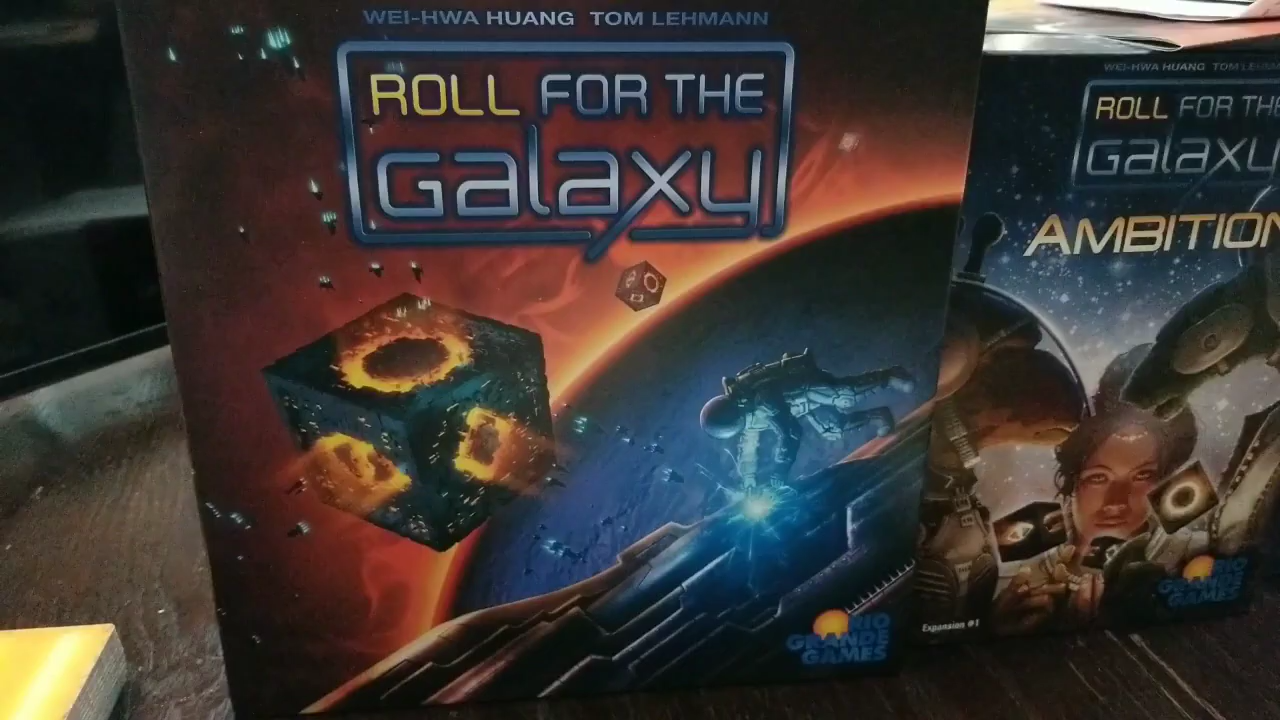 WEI-HWA HUANG TOM LEHMANN
ROLL FOR THE
Galaxy
RIO
GRANDE
GAMES
WEI-HWA HUANG TOM LEHMA
ROLL FOR THE
Galaxy
AMBITION
Expansion #1
RIO
GRANDE
GAMES